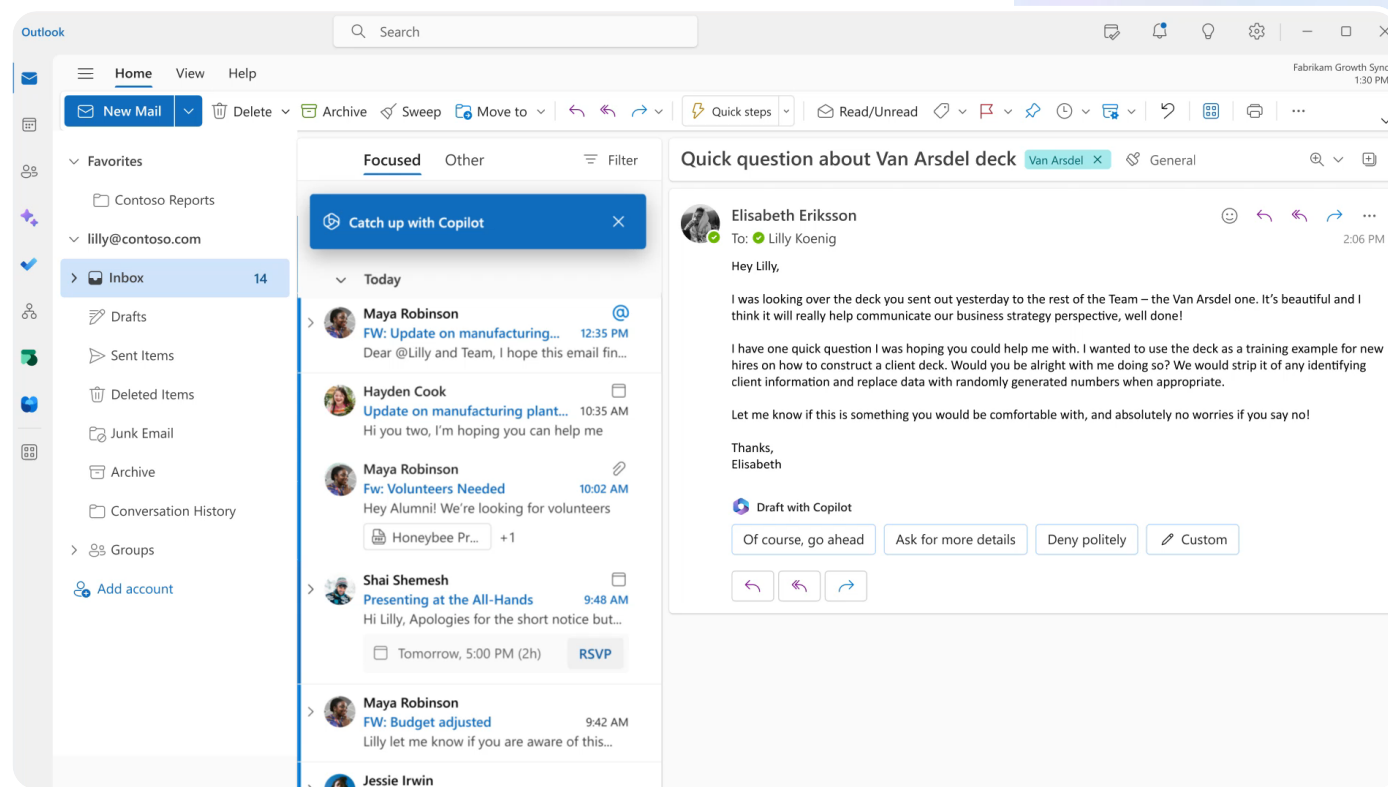 Outlook
Search
Home View Help
Fabrikam Growth Sync
1:30 PM
New Mail Delete Archive Sweep Move to Quick steps Read/Unread
Favorites
Contoso Reports
lilly@contoso.com
Inbox 14
Drafts
Sent Items
Deleted Items
Junk Email
Archive
Conversation History
Groups
Add account
Focused Other Filter
Catch up with Copilot
Today
Maya Robinson
FW: Update on manufacturing... 12:35 PM
Dear @Lilly and Team, I hope this email fin...
Hayden Cook
Update on manufacturing plant... 10:35 AM
Hi you two, I'm hoping you can help me
Maya Robinson
Fw: Volunteers Needed 10:02 AM
Hey Alumni! We're looking for volunteers
Honeybee Pr... +1
Shai Shemesh
Presenting at the All-Hands 9:48 AM
Hi Lilly, Apologies for the short notice but...
Tomorrow, 5:00 PM (2h) RSVP
Maya Robinson
FW: Budget adjusted 9:42 AM
Lilly let me know if you are aware of this...
Jessie Irwin
Quick question about Van Arsdel deck Van Arsdel General
Elisabeth Eriksson
To: Lilly Koenig 2:06 PM
Hey Lilly,
I was looking over the deck you sent out yesterday to the rest of the Team – the Van Arsdel one. It's beautiful and I
think it will really help communicate our business strategy perspective, well done!
I have one quick question I was hoping you could help me with. I wanted to use the deck as a training example for new
hires on how to construct a client deck. Would you be alright with me doing so? We would strip it of any identifying
client information and replace data with randomly generated numbers when appropriate.
Let me know if this is something you would be comfortable with, and absolutely no worries if you say no!
Thanks,
Elisabeth
Draft with Copilot
Of course, go ahead Ask for more details Deny politely Custom